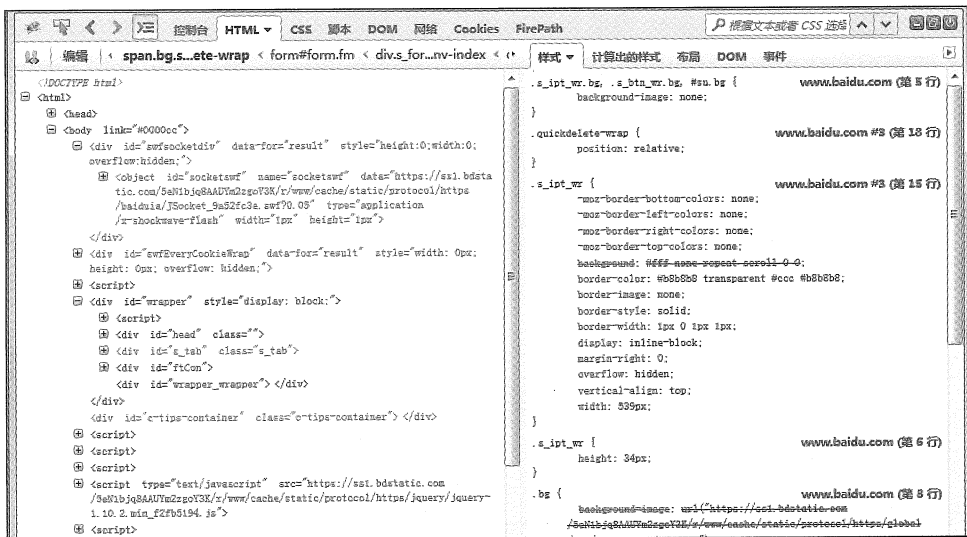 控制台 HTML CSS 脚本 DOM 网络 Cookies FirePath 根据文本或者 CSS 选择
编辑 span.bg.s...ete-wrap < form#form.fm < div.s_for...nv-index <
样式 计算出的样式 布局 DOM 事件
<!DOCTYPE html>
<html>
<head>
<body link="#0000cc">
<div id="swfsocketdiv" data-for="result" style="height:0;width:0;
overflow:hidden;">
<object id="socketswf" name="socketswf" data="https://ss1.bdsta
tic.com/5eN1bjq8AAUYm2zgoY3K/r/www/cache/static/protocol/https
/baiduia/JSocket_9a52fc3e.swf?0.05" type="application
/x-shockwave-flash" width="1px" height="1px">
</div>
<div id="swfEveryCookieWrap" data-for="result" style="width: 0px;
height: 0px; overflow: hidden;">
<script>
<div id="wrapper" style="display: block;">
<script>
<div id="head" class="">
<div id="s_tab" class="s_tab">
<div id="ftCon">
<div id="wrapper_wrapper"> </div>
</div>
<div id="c-tips-container" class="c-tips-container"> </div>
<script>
<script>
<script>
<script type="text/javascript" src="https://ss1.bdstatic.com
/5eN1bjq8AAUYm2zgoY3K/r/www/cache/static/protocol/https/jquery/jquery-
1.10.2.min_f2fb5194.js">
<script>
.s_ipt_wr.bg, .s_btn_wr.bg, #su.bg { www.baidu.com (第 5 行)
background-image: none;
}
.quickdelete-wrap { www.baidu.com #3 (第 18 行)
position: relative;
}
.s_ipt_wr { www.baidu.com #3 (第 15 行)
-moz-border-bottom-colors: none;
-moz-border-left-colors: none;
-moz-border-right-colors: none;
-moz-border-top-colors: none;
background: #fff none repeat scroll 0 0;
border-color: #b8b8b8 transparent #ccc #b8b8b8;
border-image: none;
border-style: solid;
border-width: 1px 0 1px 1px;
display: inline-block;
margin-right: 0;
overflow: hidden;
vertical-align: top;
width: 539px;
}
.s_ipt_wr { www.baidu.com (第 6 行)
height: 34px;
}
.bg { www.baidu.com (第 8 行)
background-image: url("https://ss1.bdstatic.com
/5eN1bjq8AAUYm2zgoY3K/r/www/cache/static/protocol/https/global